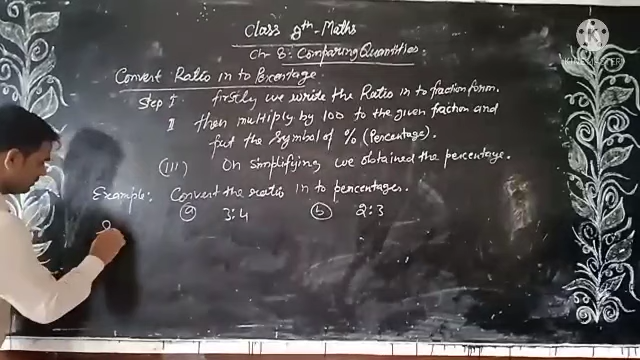 Class 8th - Maths
Ch 8: Comparing Quantities.
Convert Ratio in to Percentage.
Step I firstly we write the Ratio in to fraction form.
II then multiply by 100 to the given fraction and
put the symbol of % (Percentage).
(III) On simplifying we obtained the percentage.
Example: Convert the ratio in to percentages.
(a) 3:4 (b) 2:3
K
KINEMASTER